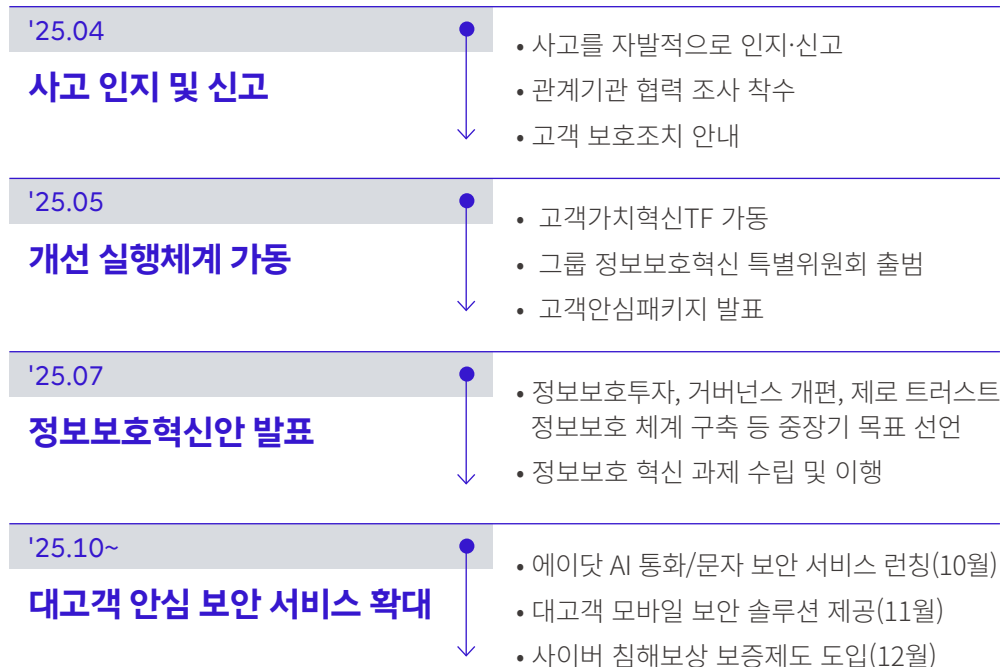 '25.04
사고 인지 및 신고
• 사고를 자발적으로 인지·신고
• 관계기관 협력 조사 착수
• 고객 보호조치 안내
'25.05
개선 실행체계 가동
• 고객가치혁신TF 가동
• 그룹 정보보호혁신 특별위원회 출범
• 고객안심패키지 발표
'25.07
정보보호혁신안 발표
• 정보보호투자, 거버넌스 개편, 제로 트러스트
정보보호 체계 구축 등 중장기 목표 선언
• 정보보호 혁신 과제 수립 및 이행
'25.10~
대고객 안심 보안 서비스 확대
• 에이닷 AI 통화/문자 보안 서비스 런칭(10월)
• 대고객 모바일 보안 솔루션 제공(11월)
• 사이버 침해보상 보증제도 도입(12월)